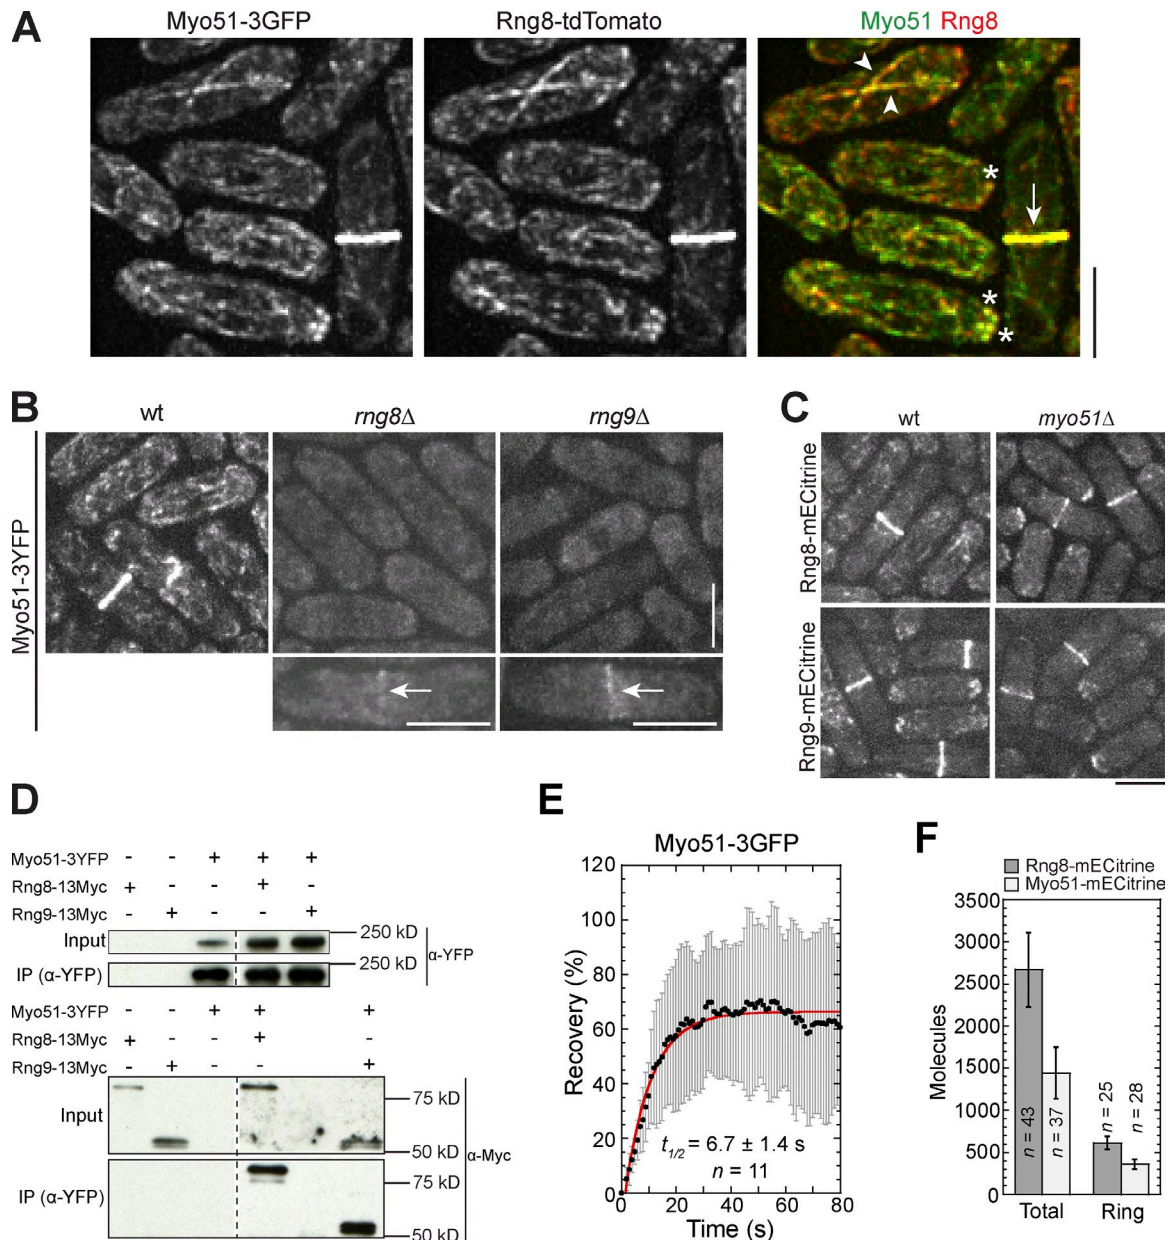 A
Myo51-3GFP
Rng8-tdTomato
Myo51 Rng8
*
*
*
B
wt
rng8Δ
rng9Δ
Myo51-3YFP
C
wt
myo51Δ
Rng8-mECitrine
Rng9-mECitrine
D
Myo51-3YFP - - + + +
Rng8-13Myc + - - + -
Rng9-13Myc - + - - +
Input
250 kD
IP (α-YFP)
250 kD
α-YFP
Myo51-3YFP - - + + +
Rng8-13Myc + - - + -
Rng9-13Myc - + - - +
Input
75 kD
50 kD
α-Myc
IP (α-YFP)
75 kD
50 kD
E
Myo51-3GFP
Recovery (%)
120
100
80
60
40
20
0
t1/2 = 6.7 ± 1.4 s
n = 11
0 20 40 60 80
Time (s)
F
Rng8-mECitrine
Myo51-mECitrine
Molecules
3500
3000
2500
2000
1500
1000
500
0
n = 43
n = 37
n = 25
n = 28
Total Ring